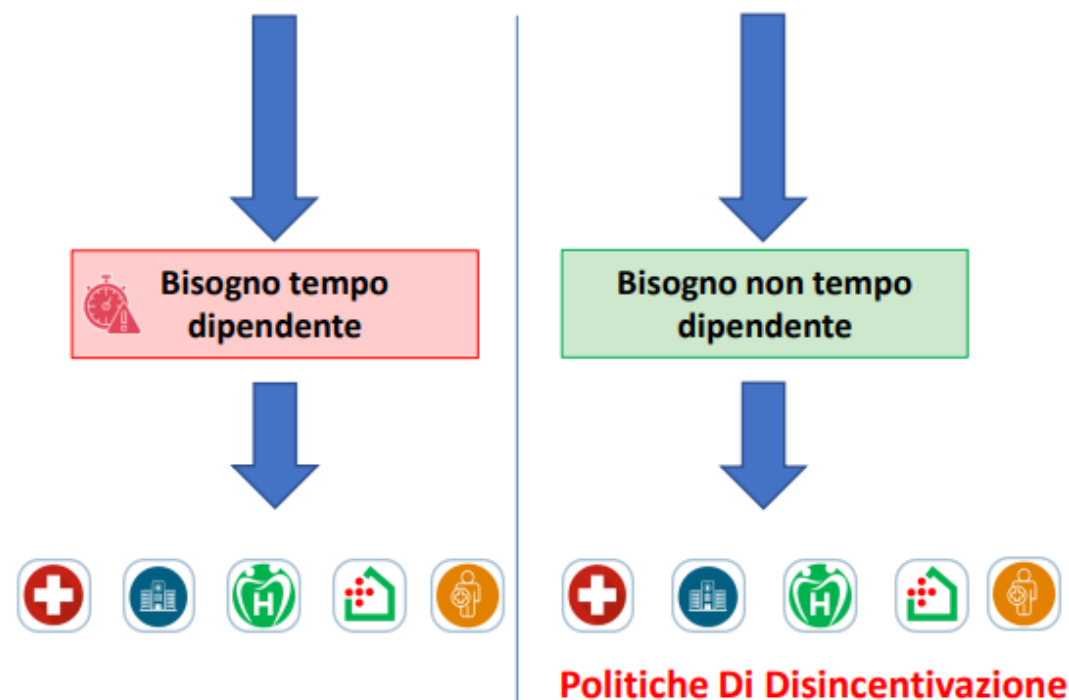 Bisogno tempo
dipendente
Bisogno non tempo
dipendente
H
H
Politiche Di Disincentivazione